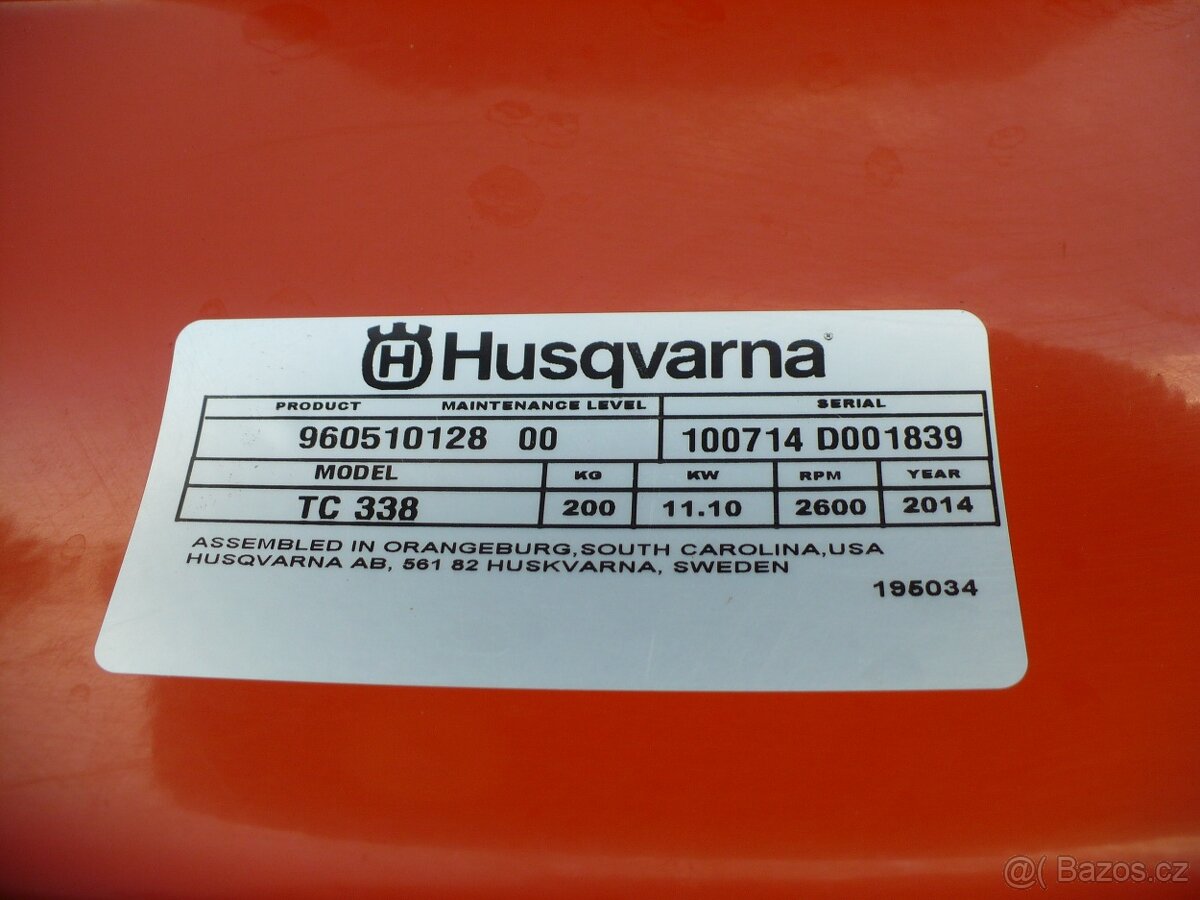 Husqvarna®
PRODUCT MAINTENANCE LEVEL SERIAL
960510128 00 100714 D001839
MODEL KG KW RPM YEAR
TC 338 200 11.10 2600 2014
ASSEMBLED IN ORANGEBURG,SOUTH CAROLINA,USA
HUSQVARNA AB, 561 82 HUSKVARNA, SWEDEN
195034
@( Bazos.cz